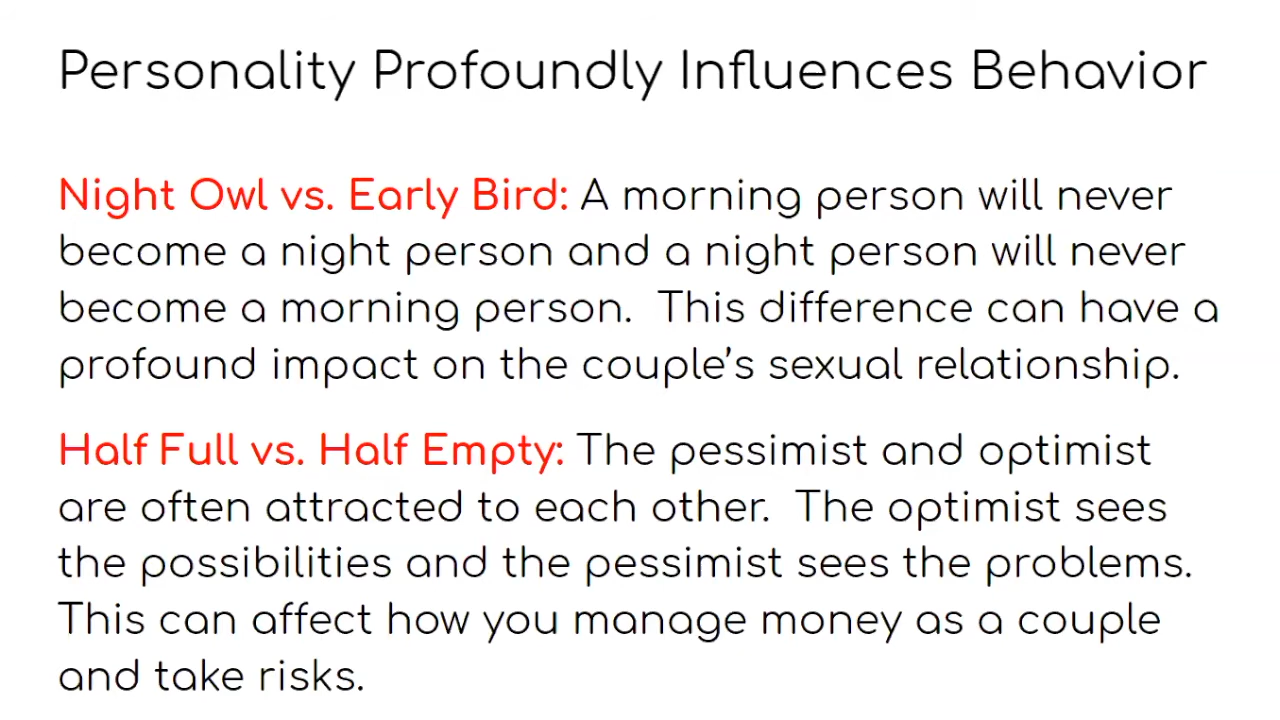 Personality Profoundly Influences Behavior
Night Owl vs. Early Bird: A morning person will never
become a night person and a night person will never
become a morning person.  This difference can have a
profound impact on the couple’s sexual relationship.
Half Full vs. Half Empty: The pessimist and optimist
are often attracted to each other.  The optimist sees
the possibilities and the pessimist sees the problems.
This can affect how you manage money as a couple
and take risks.